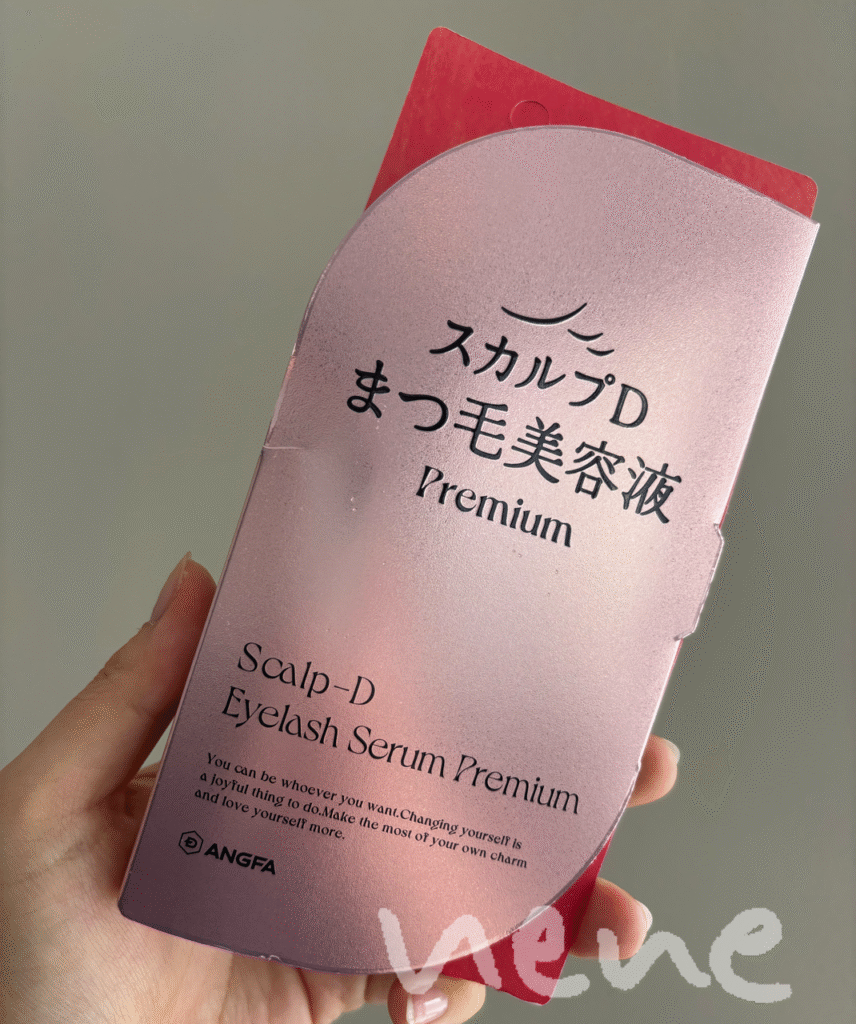 スカルプD
まつ毛美容液
Premium
Scalp-D
Eyelash Serum Premium
You can be whoever you want.Changing yourself is
a joyful thing to do.Make the most of your own charm
and love yourself more.
ANGFA
nene